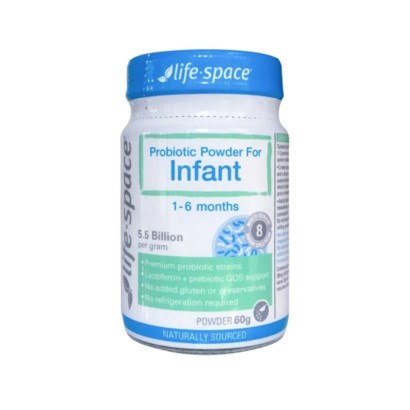 life·space
Probiotic Powder For
Infant
1-6 months
life·space
5.5 Billion
per gram
8
• Premium probiotic strains
• Lactoferrin + prebiotic GOS support
• No added gluton or preservatives
• No refrigeration required
POWDER 60g
NATURALLY SOURCED